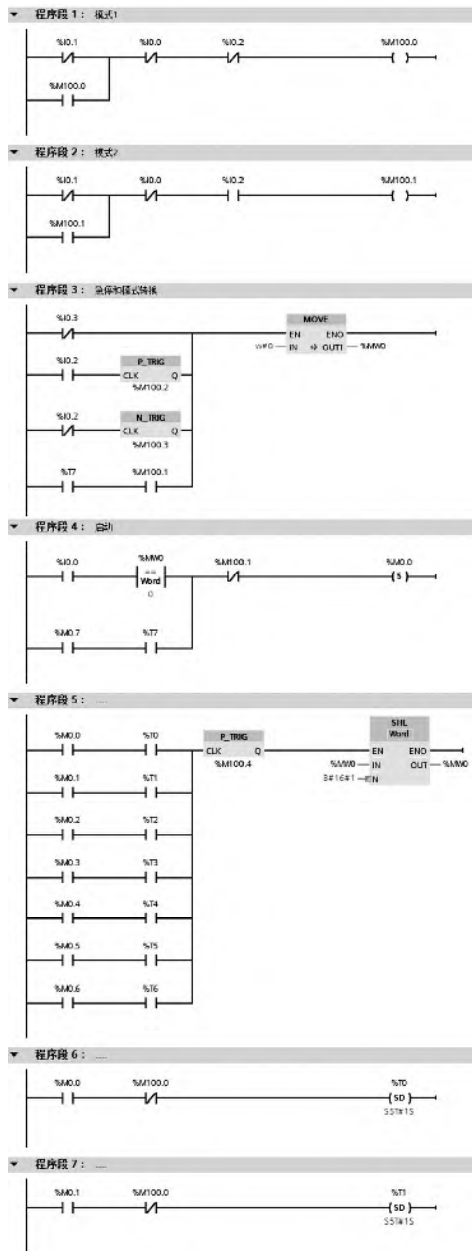 程序段 1： 模式1
%I0.1 %I0.0 %I0.2 %M100.0
%M100.0
程序段 2： 模式2
%I0.1 %I0.0 %I0.2 %M100.1
%M100.1
程序段 3： 急停和模式转换
%I0.3 MOVE
EN ENO
W#0 IN OUT1 %MW0
%I0.2 P_TRIG
CLK Q
%M100.2
%I0.2 N_TRIG
CLK Q
%M100.3
%T7 %M100.1
程序段 4： 启动
%I0.0 %MW0 %M100.1 %M0.0
==
Word
0
S
%M0.7 %T7
程序段 5： ......
%M0.0 %T0 P_TRIG SHL
Word
CLK Q EN ENO
%M100.4 %MW0 IN OUT %MW0
%M0.1 %T1 B#16#1 N
%M0.2 %T2
%M0.3 %T3
%M0.4 %T4
%M0.5 %T5
%M0.6 %T6
程序段 6： ......
%M0.0 %M100.0 %T0
SD
S5T#1S
程序段 7： ......
%M0.1 %M100.0 %T1
SD
S5T#1S